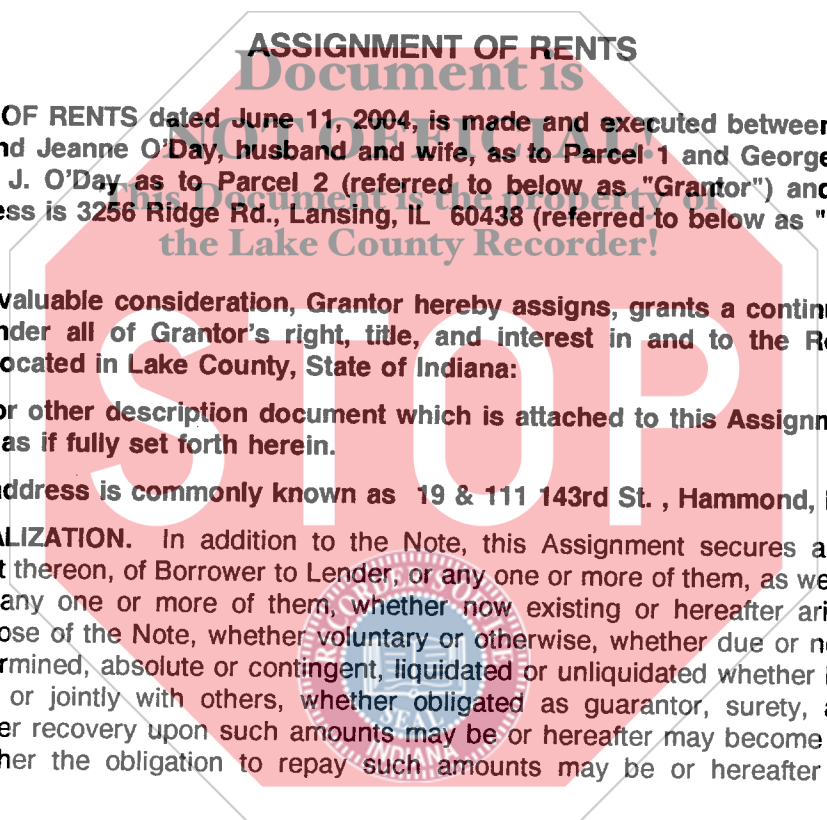 ASSIGNMENT OF RENTS
Document is
OF RENTS dated June 11, 2004, is made and executed between
NOT OFFICIAL!
nd Jeanne O'Day, husband and wife, as to Parcel 1 and George
J. O'Day as to Parcel 2 (referred to below as "Grantor") and
This Document is the property of
ess is 3256 Ridge Rd., Lansing, IL 60438 (referred to below as "
the Lake County Recorder!
valuable consideration, Grantor hereby assigns, grants a contin
nder all of Grantor's right, title, and interest in and to the R
ocated in Lake County, State of Indiana:
STOP
or other description document which is attached to this Assignm
as if fully set forth herein.
address is commonly known as 19 & 111 143rd St. , Hammond,
ALIZATION. In addition to the Note, this Assignment secures a
t thereon, of Borrower to Lender, or any one or more of them, as we
any one or more of them, whether now existing or hereafter ari
ose of the Note, whether voluntary or otherwise, whether due or n
rmined, absolute or contingent, liquidated or unliquidated whether
or jointly with others, whether obligated as guarantor, surety,
er recovery upon such amounts may be or hereafter may become
her the obligation to repay such amounts may be or hereafter
RECORDER'S OFFICE
SEAL
INDIANA